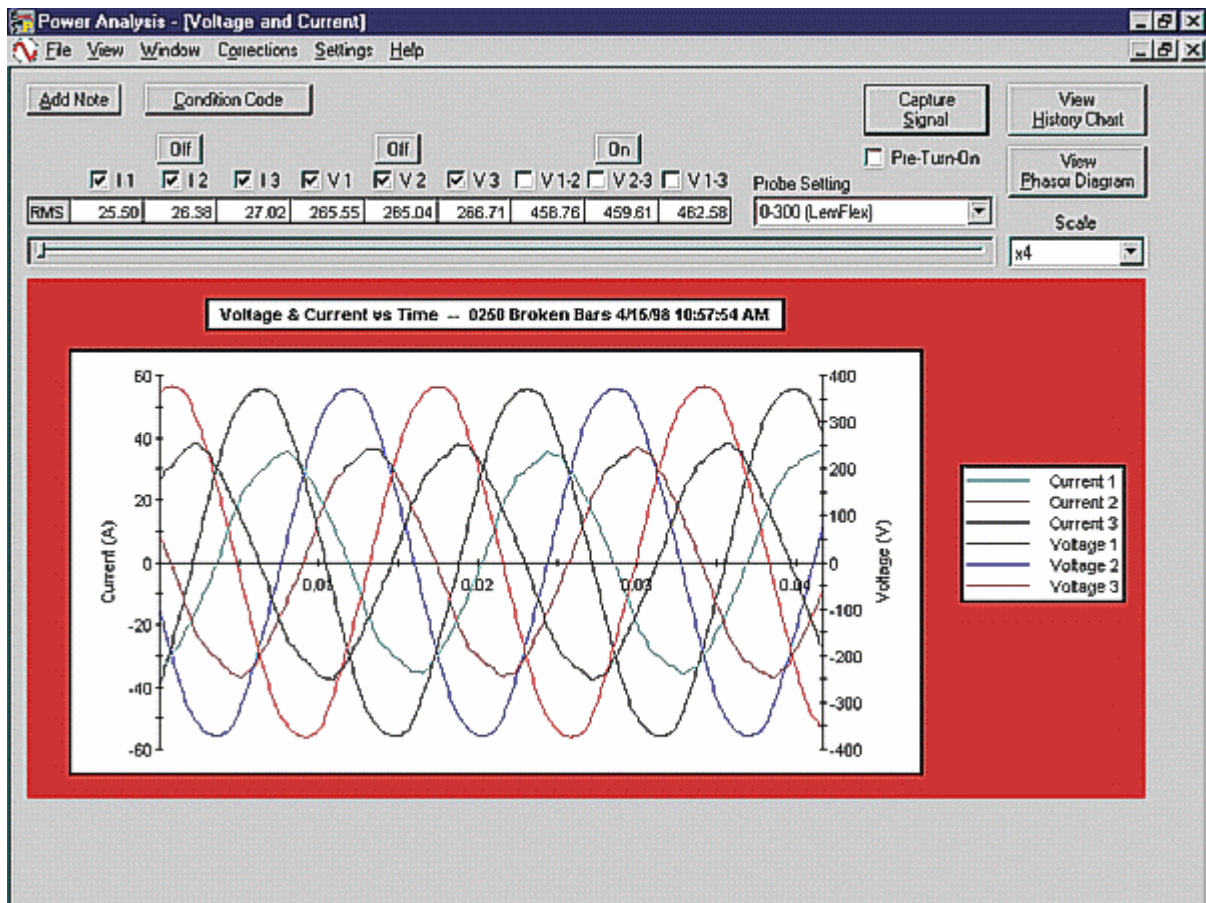 Power Analysis - [Voltage and Current]
File View Window Corrections Settings Help
Add Note
Condition Code
Capture Signal
View History Chart
Off
Off
On
Pre-Turn-On
View Phasor Diagram
I 1 I 2 I 3 V 1 V 2 V 3 V 1-2 V 2-3 V 1-3
Probe Setting
RMS 25.50 26.38 27.02 265.55 265.04 266.71 456.76 459.61 462.58
0-300 (LemFlex)
Scale
x4
Voltage & Current vs Time -- 0250 Broken Bars 4/15/98 10:57:54 AM
60
40
20
0
-20
-40
-60
Current (A)
0.01 0.02 0.03 0.04
400
300
200
100
0
-100
-200
-300
-400
Voltage (V)
Current 1
Current 2
Current 3
Voltage 1
Voltage 2
Voltage 3